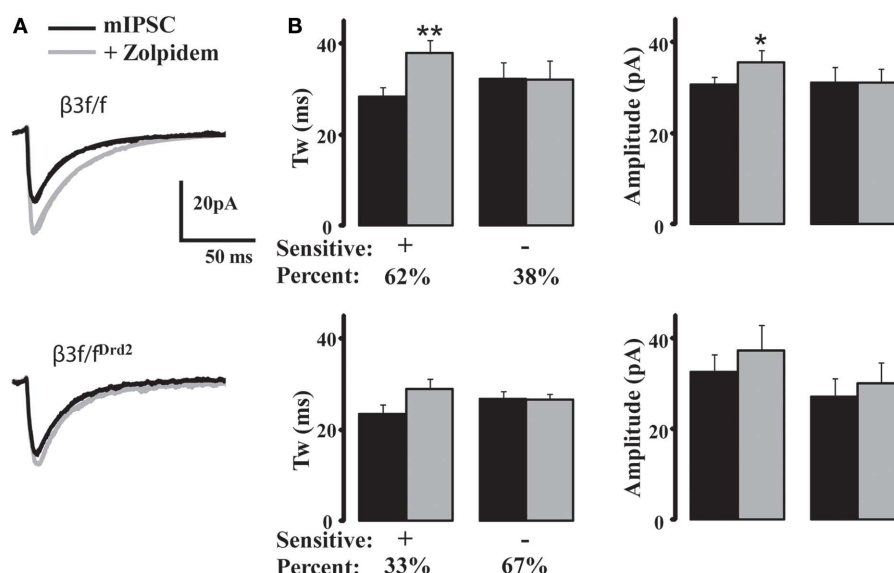 A
mIPSC
+ Zolpidem
β3f/f
20pA
50 ms
β3f/fDrd2
B
**
40
20
0
Tw (ms)
Sensitive: + -
Percent: 62% 38%
*
40
20
0
Amplitude (pA)
40
20
0
Tw (ms)
Sensitive: + -
Percent: 33% 67%
40
20
0
Amplitude (pA)